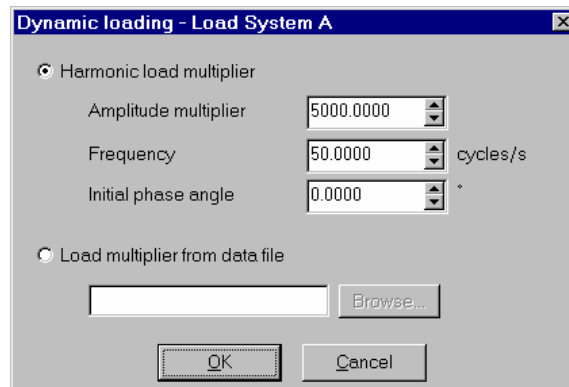 Dynamic loading - Load System A
Harmonic load multiplier
Amplitude multiplier 5000.0000
Frequency 50.0000 cycles/s
Initial phase angle 0.0000 °
Load multiplier from data file
Browse...
OK Cancel